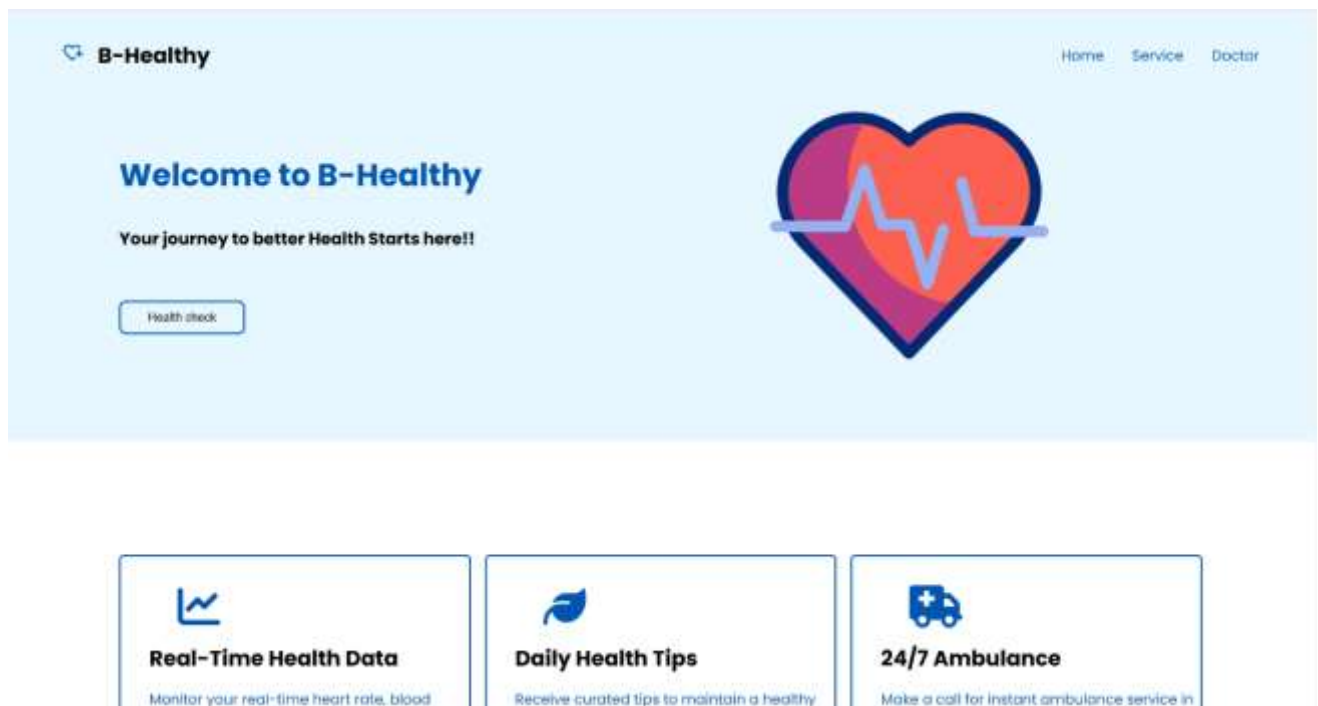 B-Healthy
Home Service Doctor
Welcome to B-Healthy
Your journey to better Health Starts here!!
Health check
Real-Time Health Data
Monitor your real-time heart rate, blood
Daily Health Tips
Receive curated tips to maintain a healthy
24/7 Ambulance
Make a call for instant ambulance service in